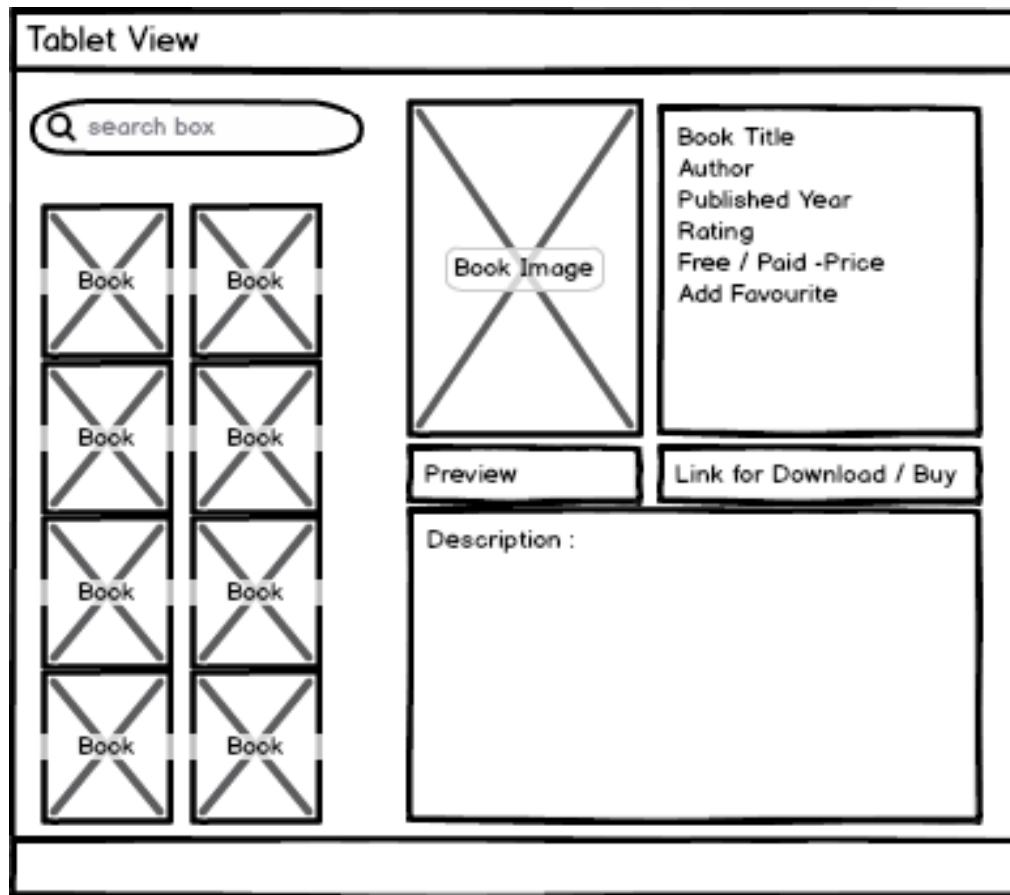 Tablet View
search box
Book Book
Book Book
Book Book
Book Book
Book Image
Book Title
Author
Published Year
Rating
Free / Paid -Price
Add Favourite
Preview
Link for Download / Buy
Description :